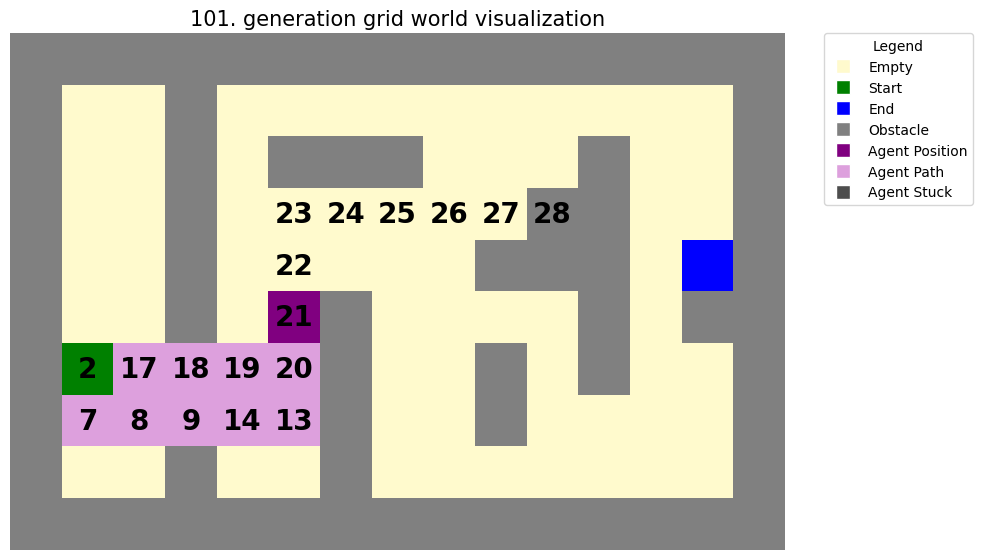 101. generation grid world visualization
Legend
Empty
Start
End
Obstacle
Agent Position
Agent Path
Agent Stuck
23 24 25 26 27 28
22
21
2 17 18 19 20
7 8 9 14 13